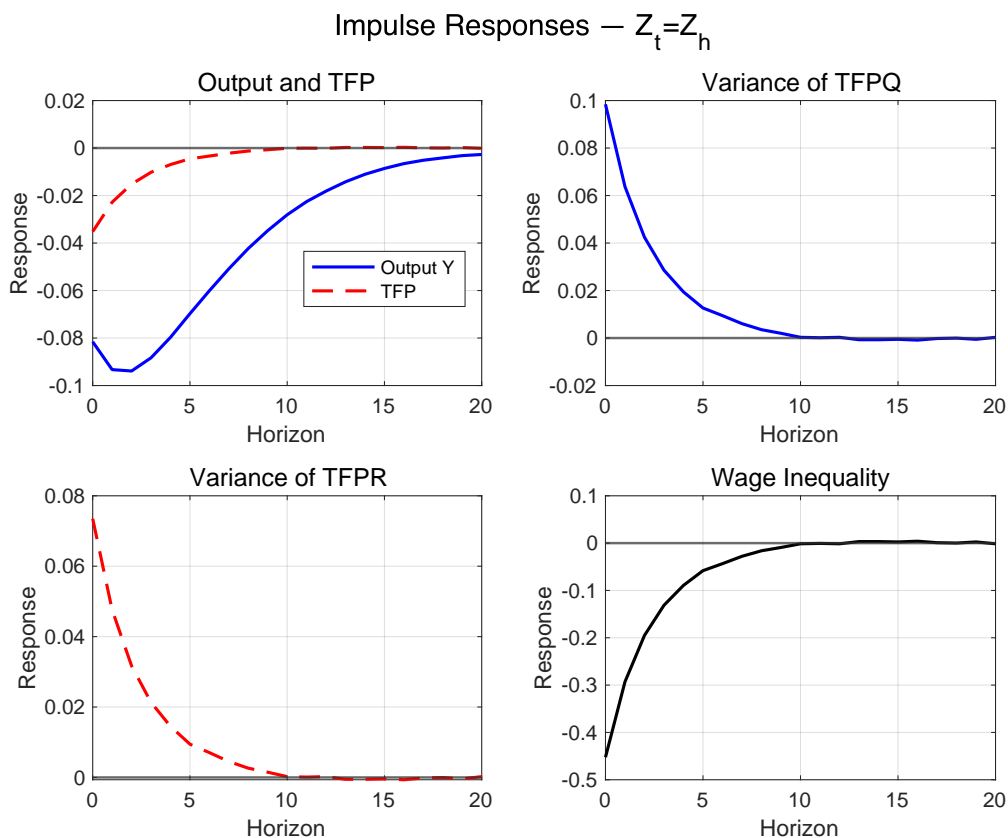 Impulse Responses — Z_t=Z_h
Output and TFP
0.02
0
-0.02
-0.04
-0.06
-0.08
-0.1
Response
Output Y
TFP
0 5 10 15 20
Horizon
Variance of TFPQ
0.1
0.08
0.06
0.04
0.02
0
-0.02
Response
0 5 10 15 20
Horizon
Variance of TFPR
0.08
0.06
0.04
0.02
0
Response
0 5 10 15 20
Horizon
Wage Inequality
0.1
0
-0.1
-0.2
-0.3
-0.4
-0.5
Response
0 5 10 15 20
Horizon